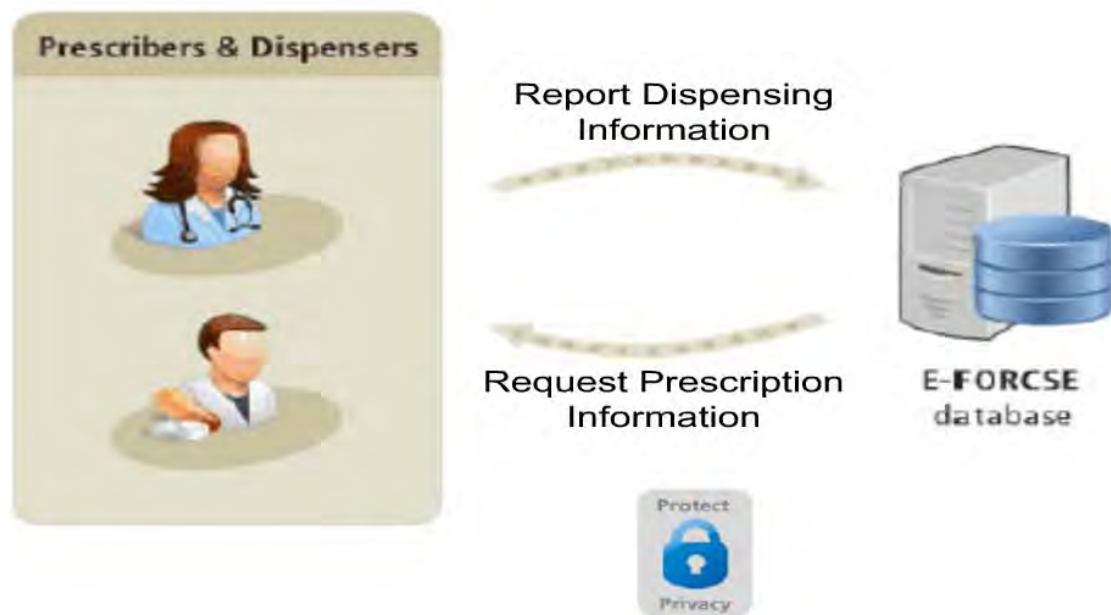 Prescribers & Dispensers
Report Dispensing
Information
Request Prescription
Information
E-FORCSE
database
Protect
Privacy